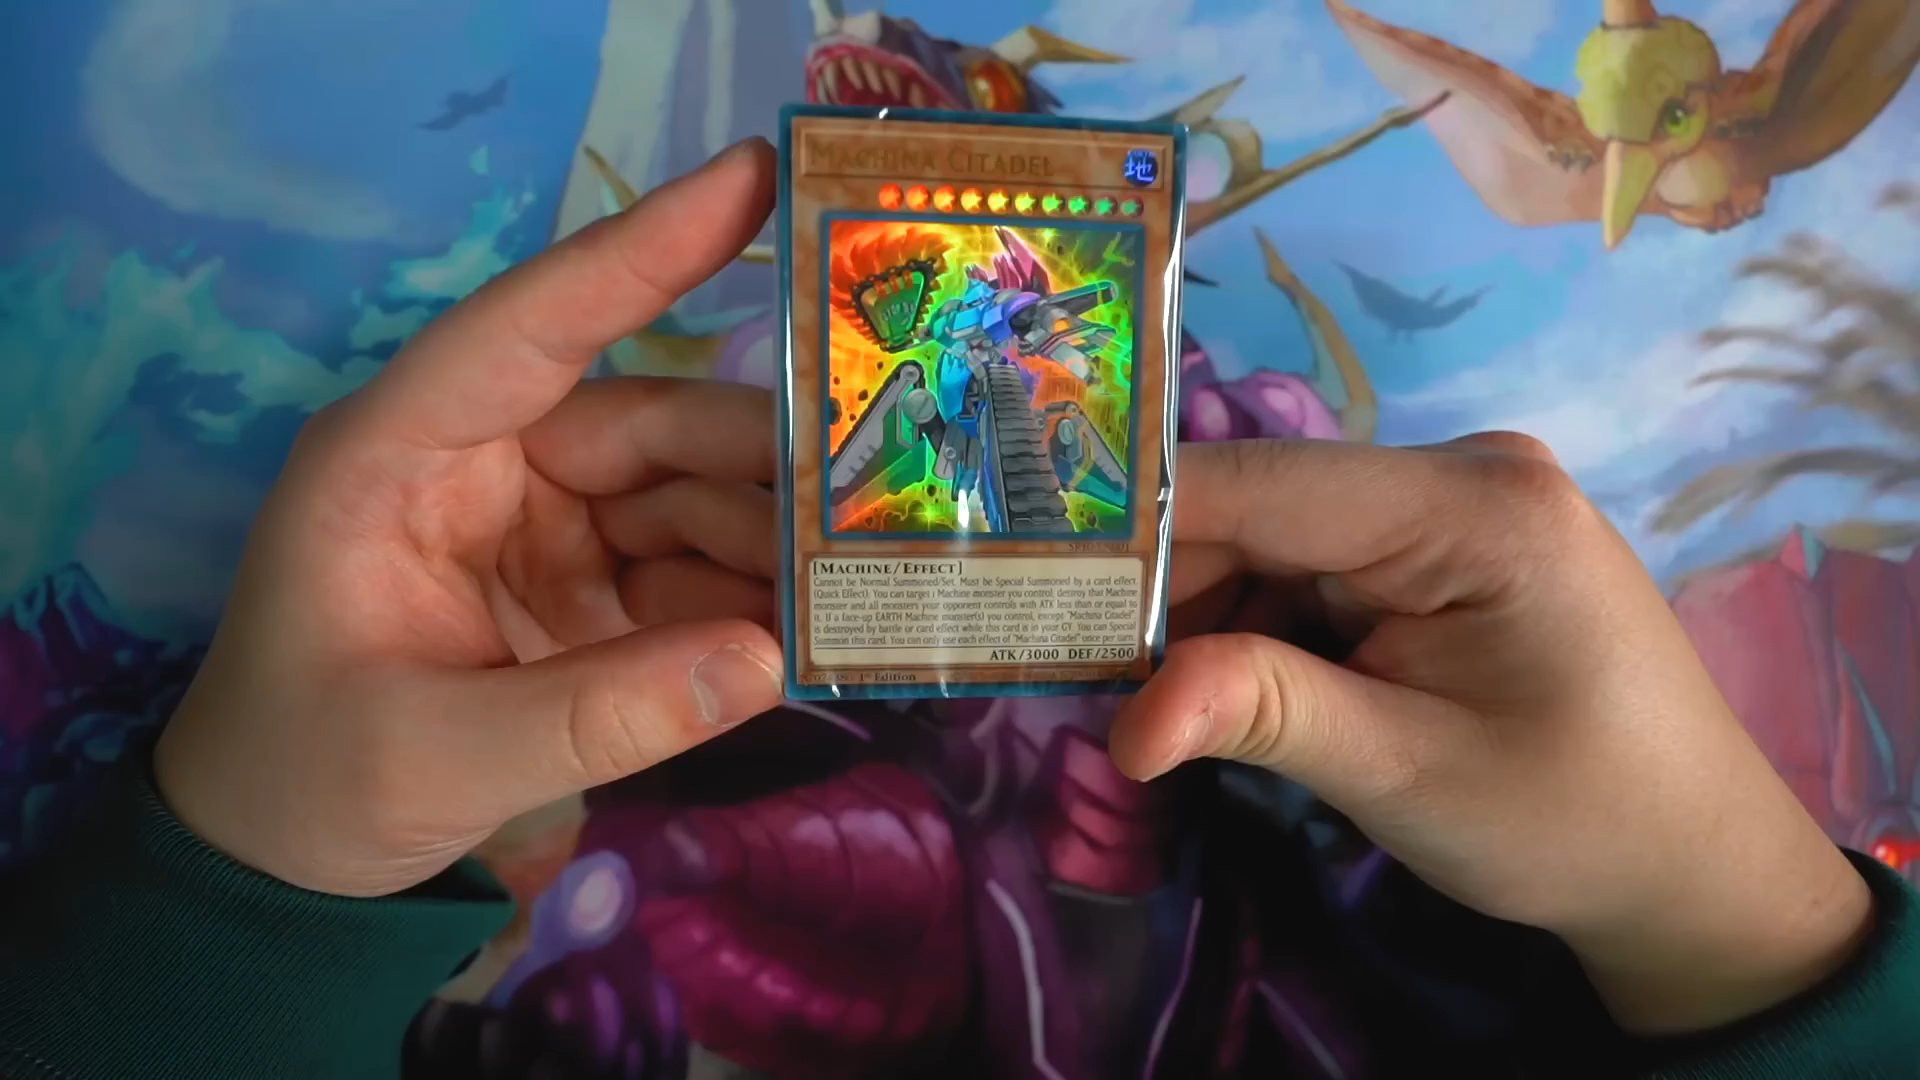 MACHINA CITADEL
地
[MACHINE/EFFECT]
Cannot be Normal Summoned/Set. Must be Special Summoned by a card effect.
(Quick Effect): You can target 1 Machine monster you control; destroy that Machine
monster and all monsters your opponent controls with ATK less than or equal to
it. If a face-up EARTH Machine monster(s) you control, except "Machina Citadel"
is destroyed by battle or card effect while this card is in your GY: You can Special
Summon this card. You can only use each effect of "Machina Citadel" once per turn.
ATK/3000 DEF/2500
1st Edition